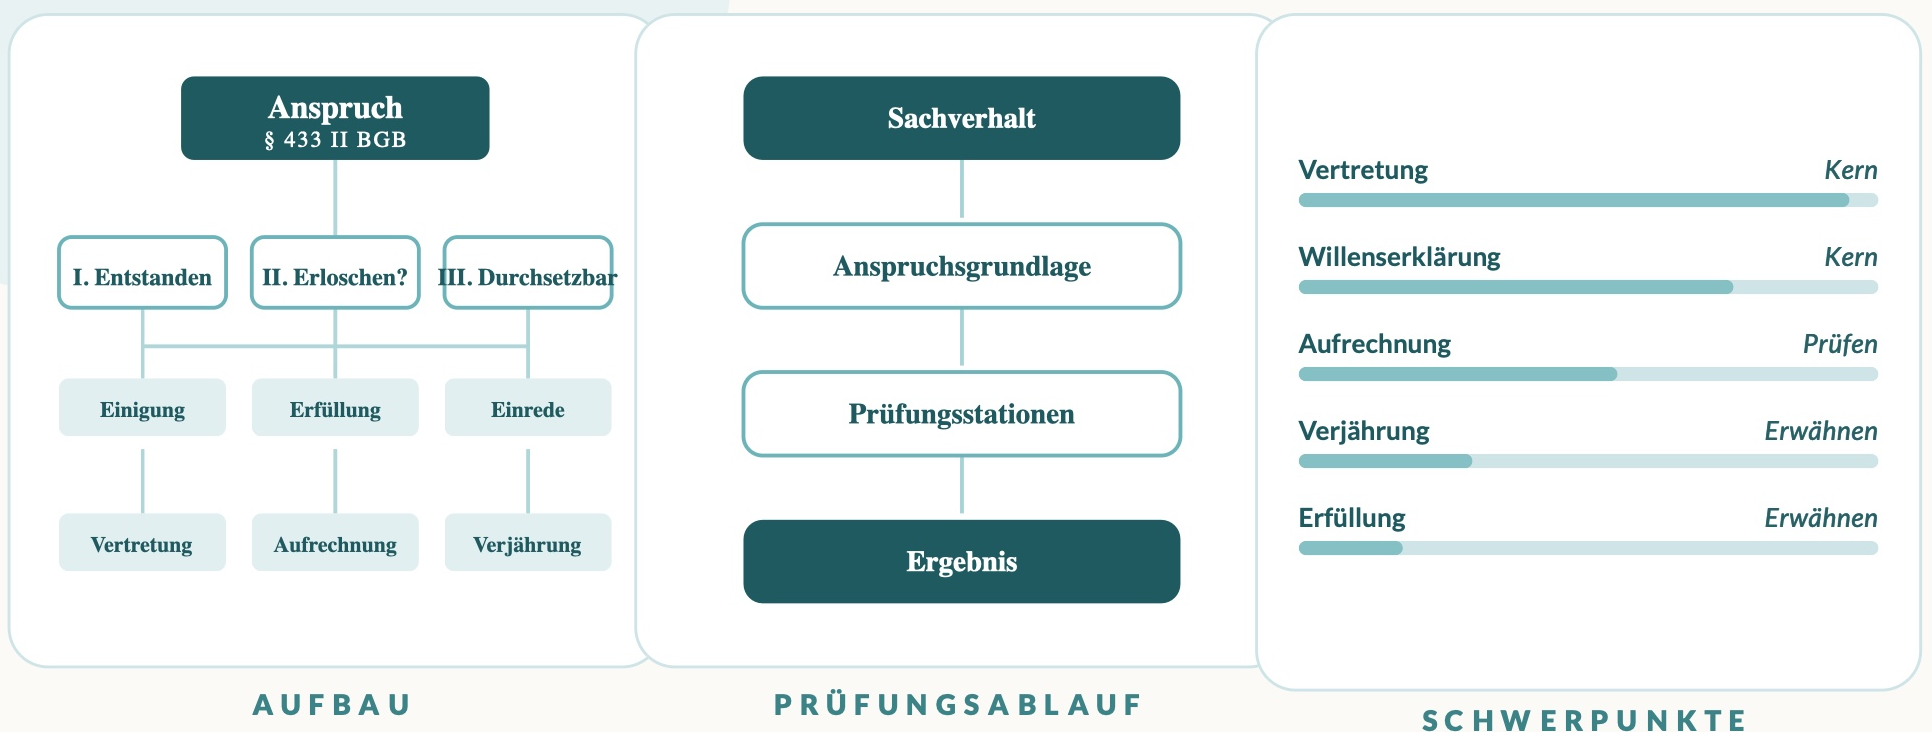 Anspruch
§ 433 II BGB
I. Entstanden
II. Erloschen?
III. Durchsetzbar
Einigung
Erfüllung
Einrede
Vertretung
Aufrechnung
Verjährung
AUFBAU
Sachverhalt
Anspruchsgrundlage
Prüfungsstationen
Ergebnis
PRÜFUNGSABLAUF
Vertretung Kern
Willenserklärung Kern
Aufrechnung Prüfen
Verjährung Erwähnen
Erfüllung Erwähnen
SCHWERPUNKTE